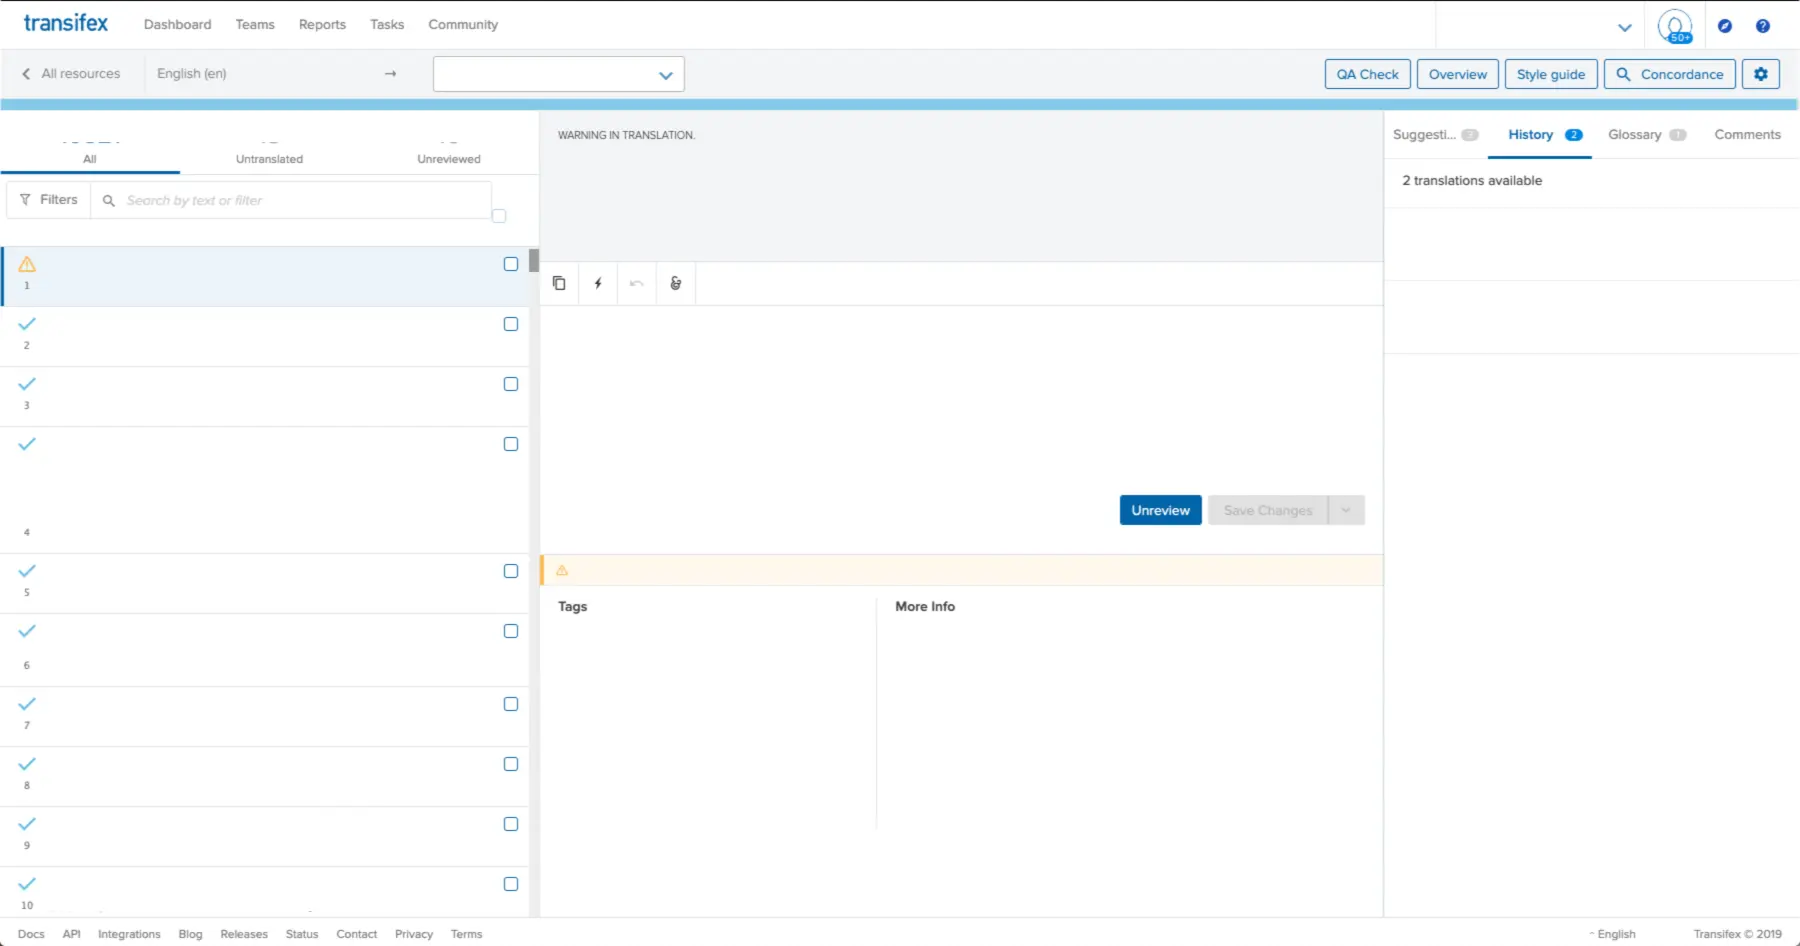 transifex Dashboard Teams Reports Tasks Community
50+
All resources English (en) → QA Check Overview Style guide Concordance
WARNING IN TRANSLATION.
Suggesti... History 2 Glossary 1 Comments
All Untranslated Unreviewed
2 translations available
Filters Search by text or filter
1
2
3
4
Unreview Save Changes
5
Tags More Info
6
7
8
9
10
Docs API Integrations Blog Releases Status Contact Privacy Terms English Transifex © 2019